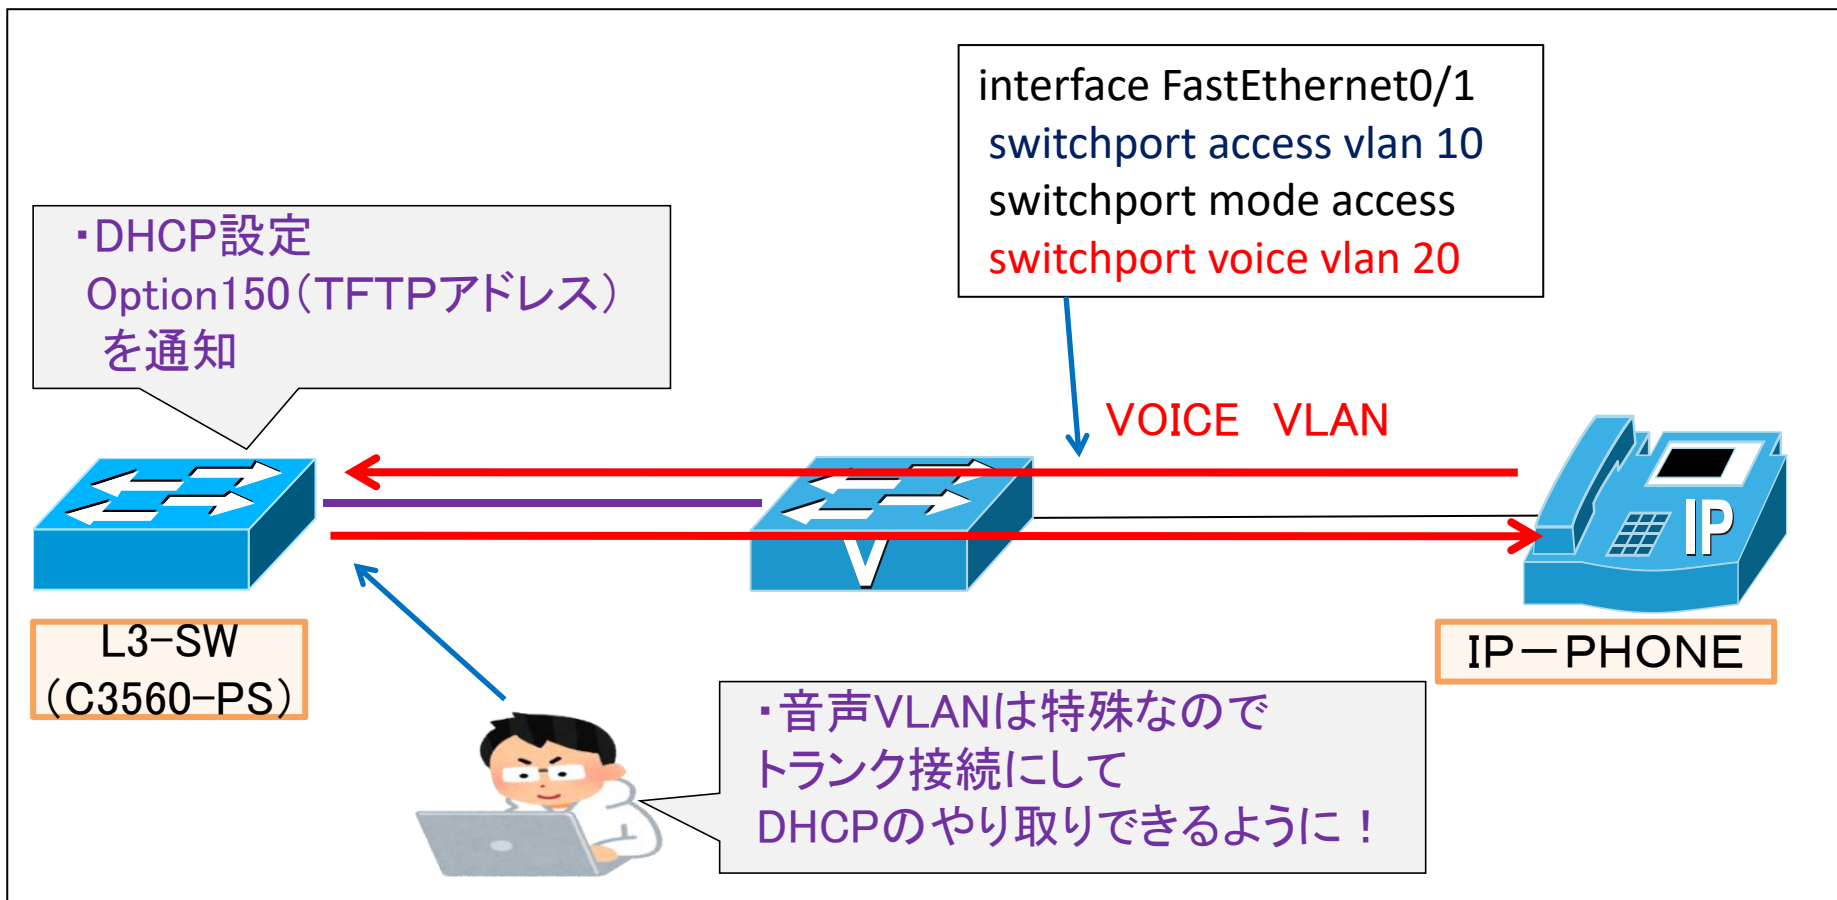 interface FastEthernet0/1
switchport access vlan 10
switchport mode access
switchport voice vlan 20
・DHCP設定
Option150(TFTPアドレス)
を通知
VOICE　VLAN
V
IP
L3-SW
(C3560-PS)
IP－PHONE
・音声VLANは特殊なので
トランク接続にして
DHCPのやり取りできるように！